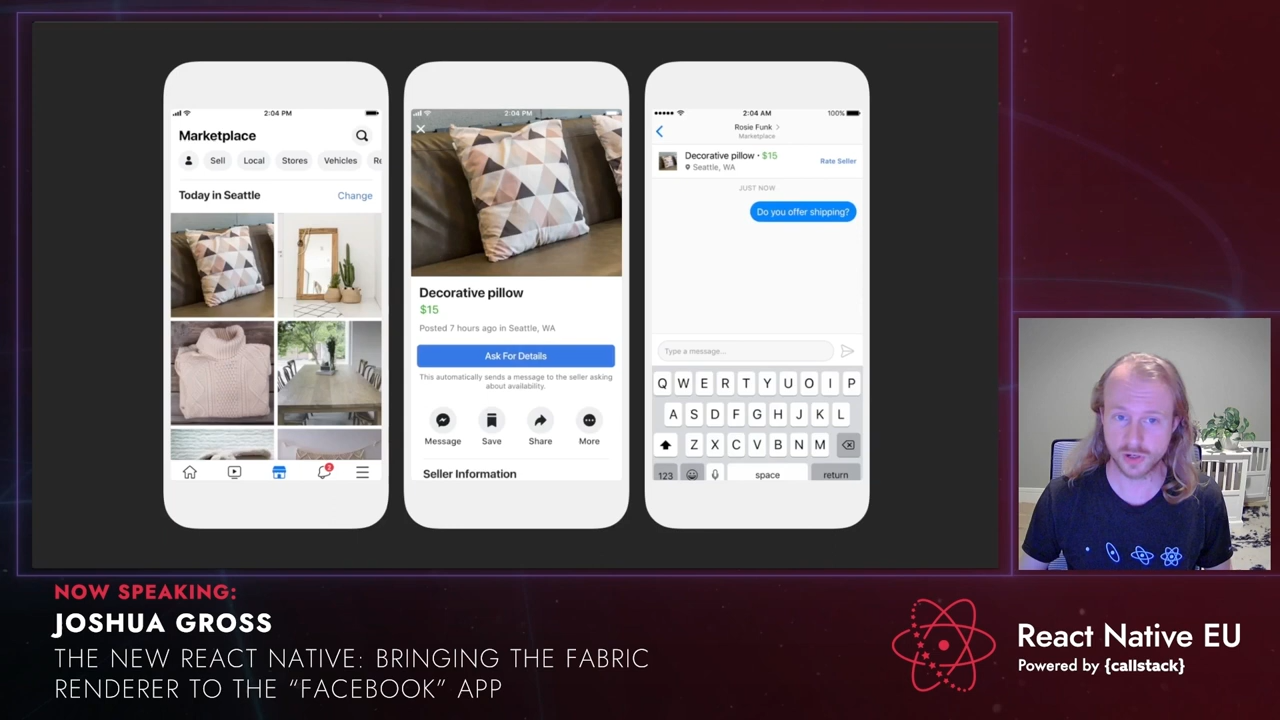 2:04 PM
Marketplace
Sell
Local
Stores
Vehicles
Re
Today in Seattle
Change
2
2:04 PM
Decorative pillow
$15
Posted 7 hours ago in Seattle, WA
Ask For Details
This automatically sends a message to the seller asking
about availability.
Message
Save
Share
More
Seller Information
2:04 AM
100%
Rosie Funk
Marketplace
Decorative pillow · $15
Seattle, WA
Rate Seller
JUST NOW
Do you offer shipping?
Type a message...
Q W E R T Y U O I P
A S D F G H J K L
Z X C V B N M
123
space
return
NOW SPEAKING:
JOSHUA GROSS
THE NEW REACT NATIVE: BRINGING THE FABRIC
RENDERER TO THE “FACEBOOK” APP
React Native EU
Powered by {callstack}